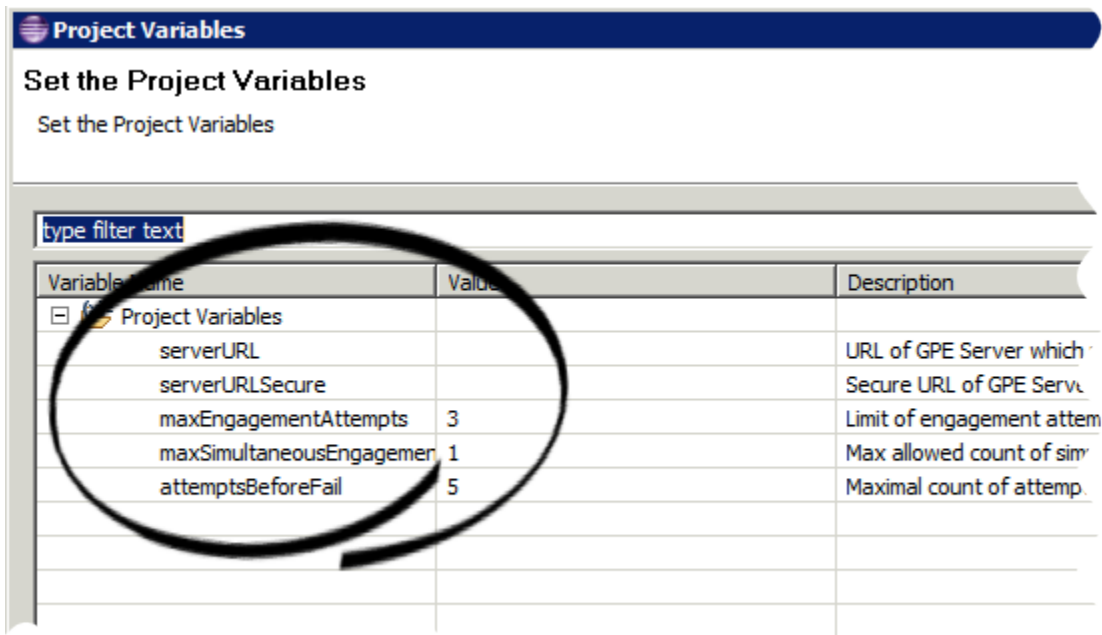 Project Variables
Set the Project Variables
Set the Project Variables
type filter text
Variable Name Value Description
Project Variables
serverURL URL of GPE Server which
serverURLSecure Secure URL of GPE Serve
maxEngagementAttempts 3 Limit of engagement attem
maxSimultaneousEngagemen 1 Max allowed count of sim
attemptsBeforeFail 5 Maximal count of attemp